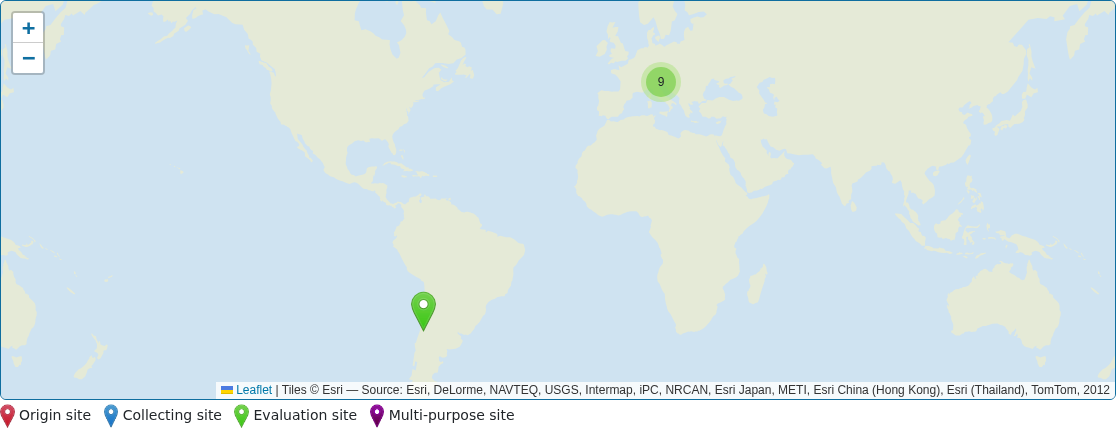 +
−
9
Leaflet | Tiles © Esri — Source: Esri, DeLorme, NAVTEQ, USGS, Intermap, iPC, NRCAN, Esri Japan, METI, Esri China (Hong Kong), Esri (Thailand), TomTom, 2012
Origin site Collecting site Evaluation site Multi-purpose site